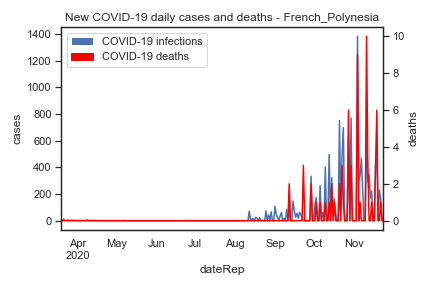 New COVID-19 daily cases and deaths - French_Polynesia
COVID-19 infections
COVID-19 deaths
1400
1200
1000
800
600
400
200
0
cases
10
8
6
4
2
0
deaths
Apr May Jun Jul Aug Sep Oct Nov
2020
dateRep